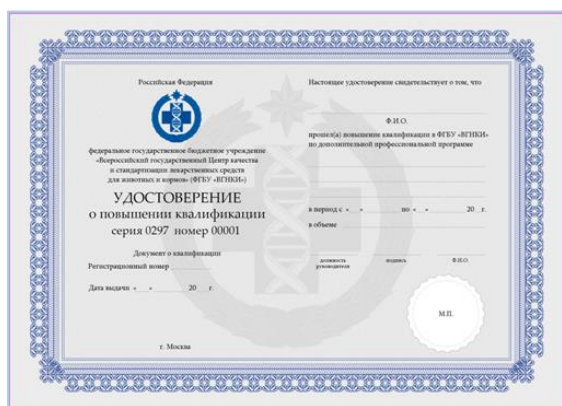 Российская Федерация
федеральное государственное бюджетное учреждение
«Всероссийский государственный Центр качества
и стандартизации лекарственных средств
для животных и кормов» (ФГБУ «ВГНКИ»)
УДОСТОВЕРЕНИЕ
о повышении квалификации
серия 0297 номер 00001
Документ о квалификации
Регистрационный номер
Дата выдачи « » 20 г.
г. Москва
Настоящее удостоверение свидетельствует о том, что
Ф.И.О.
прошел(а) повышение квалификации в ФГБУ «ВГНКИ»
по дополнительной профессиональной программе
в период с « » по « » 20 г.
в объеме
должность
руководителя
подпись
Ф.И.О.
М.П.